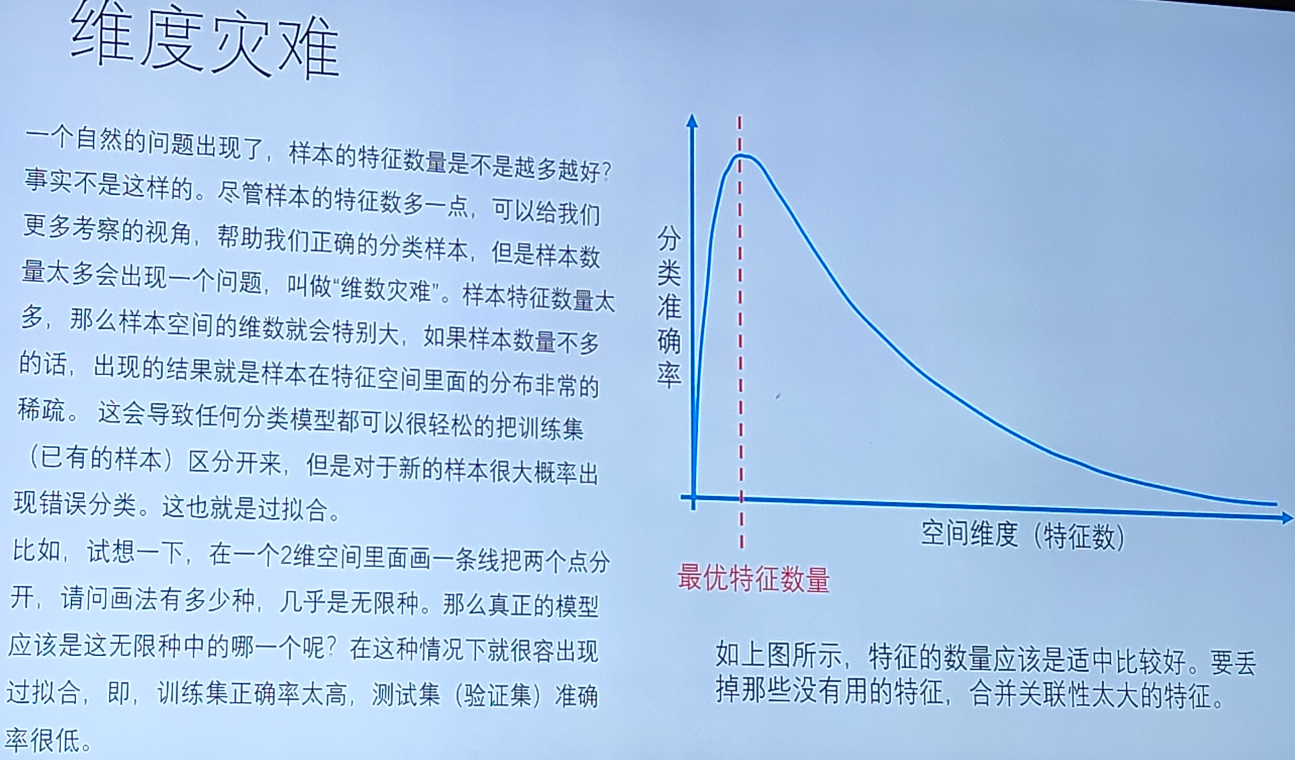 维度灾难
一个自然的问题出现了，样本的特征数量是不是越多越好？
事实不是这样的。尽管样本的特征数多一点，可以给我们
更多考察的视角，帮助我们正确的分类样本，但是样本数
量太多会出现一个问题，叫做“维数灾难”。样本特征数量太
多，那么样本空间的维数就会特别大，如果样本数量不多
的话，出现的结果就是样本在特征空间里面的分布非常的
稀疏。 这会导致任何分类模型都可以很轻松的把训练集
（已有的样本）区分开来，但是对于新的样本很大概率出
现错误分类。这也就是过拟合。
比如，试想一下，在一个2维空间里面画一条线把两个点分
开，请问画法有多少种，几乎是无限种。那么真正的模型
应该是这无限种中的哪一个呢？在这种情况下就很容出现
过拟合，即，训练集正确率太高，测试集（验证集）准确
率很低。
分类准确率
空间维度（特征数）
最优特征数量
如上图所示，特征的数量应该是适中比较好。要丢
掉那些没有用的特征，合并关联性太大的特征。